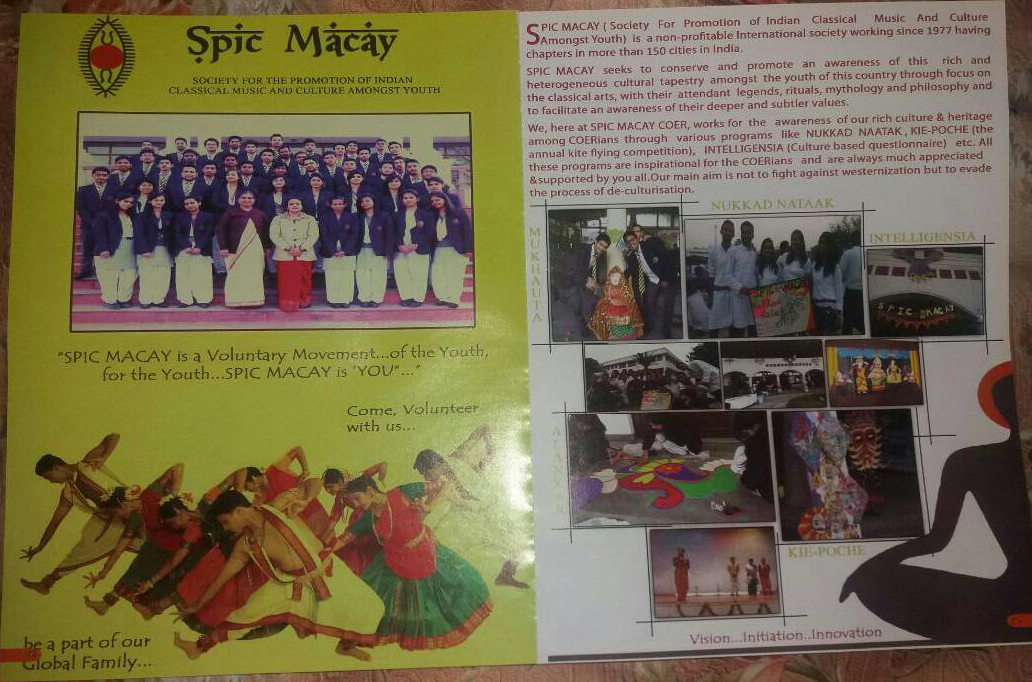 Spic Macay
SOCIETY FOR THE PROMOTION OF INDIAN
CLASSICAL MUSIC AND CULTURE AMONGST YOUTH
"SPIC MACAY is a Voluntary Movement...of the Youth,
for the Youth...SPIC MACAY is "YOU"..."
Come, Volunteer
with us...
be a part of our
Global Family...
SPIC MACAY ( Society For Promotion of Indian Classical Music And Culture
Amongst Youth) is a non-profitable International society working since 1977 having
chapters in more than 150 cities in India.
SPIC MACAY seeks to conserve and promote an awareness of this rich and
heterogeneous cultural tapestry amongst the youth of this country through focus on
the classical arts, with their attendant legends, rituals, mythology and philosophy and
to facilitate an awareness of their deeper and subtler values.
We, here at SPIC MACAY COER, works for the awareness of our rich culture & heritage
among COERians through various programs like NUKKAD NAATAK , KIE-POCHE (the
annual kite flying competition), INTELLIGENSIA (Culture based questionnaire) etc. All
these programs are inspirational for the COERians and are always much appreciated
&supported by you all.Our main aim is not to fight against westernization but to evade
the process of de-culturisation.
NUKKAD NATAAK
MUKHAUTA
INTELLIGENSIA
SPIC MACAY
KIE-POCHE
Vision...Initiation..Innovation